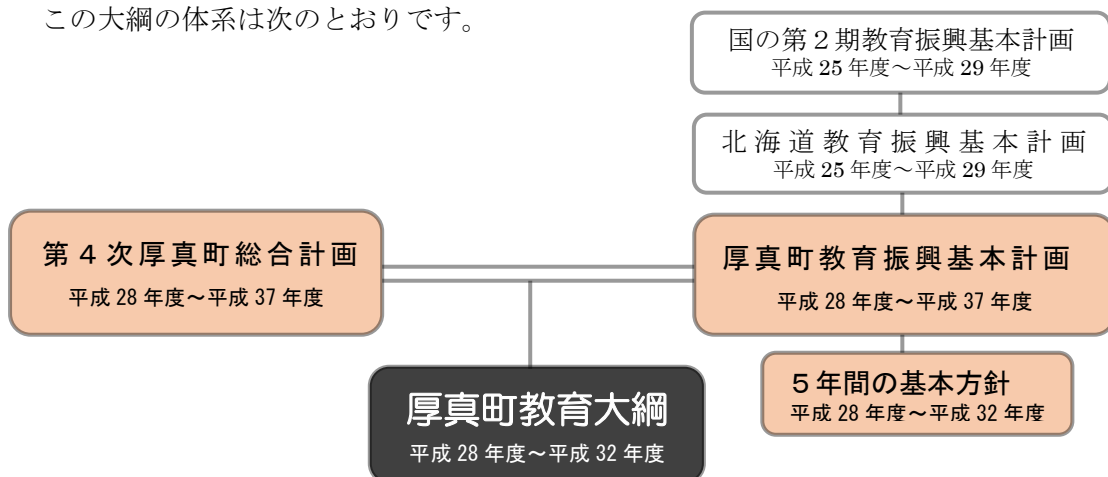 この大綱の体系は次のとおりです。
国の第２期教育振興基本計画
平成 25 年度～平成 29 年度
北海道教育振興基本計画
平成 25 年度～平成 29 年度
第４次厚真町総合計画
平成 28 年度～平成 37 年度
厚真町教育振興基本計画
平成 28 年度～平成 37 年度
５年間の基本方針
平成 28 年度～平成 32 年度
厚真町教育大綱
平成 28 年度～平成 32 年度